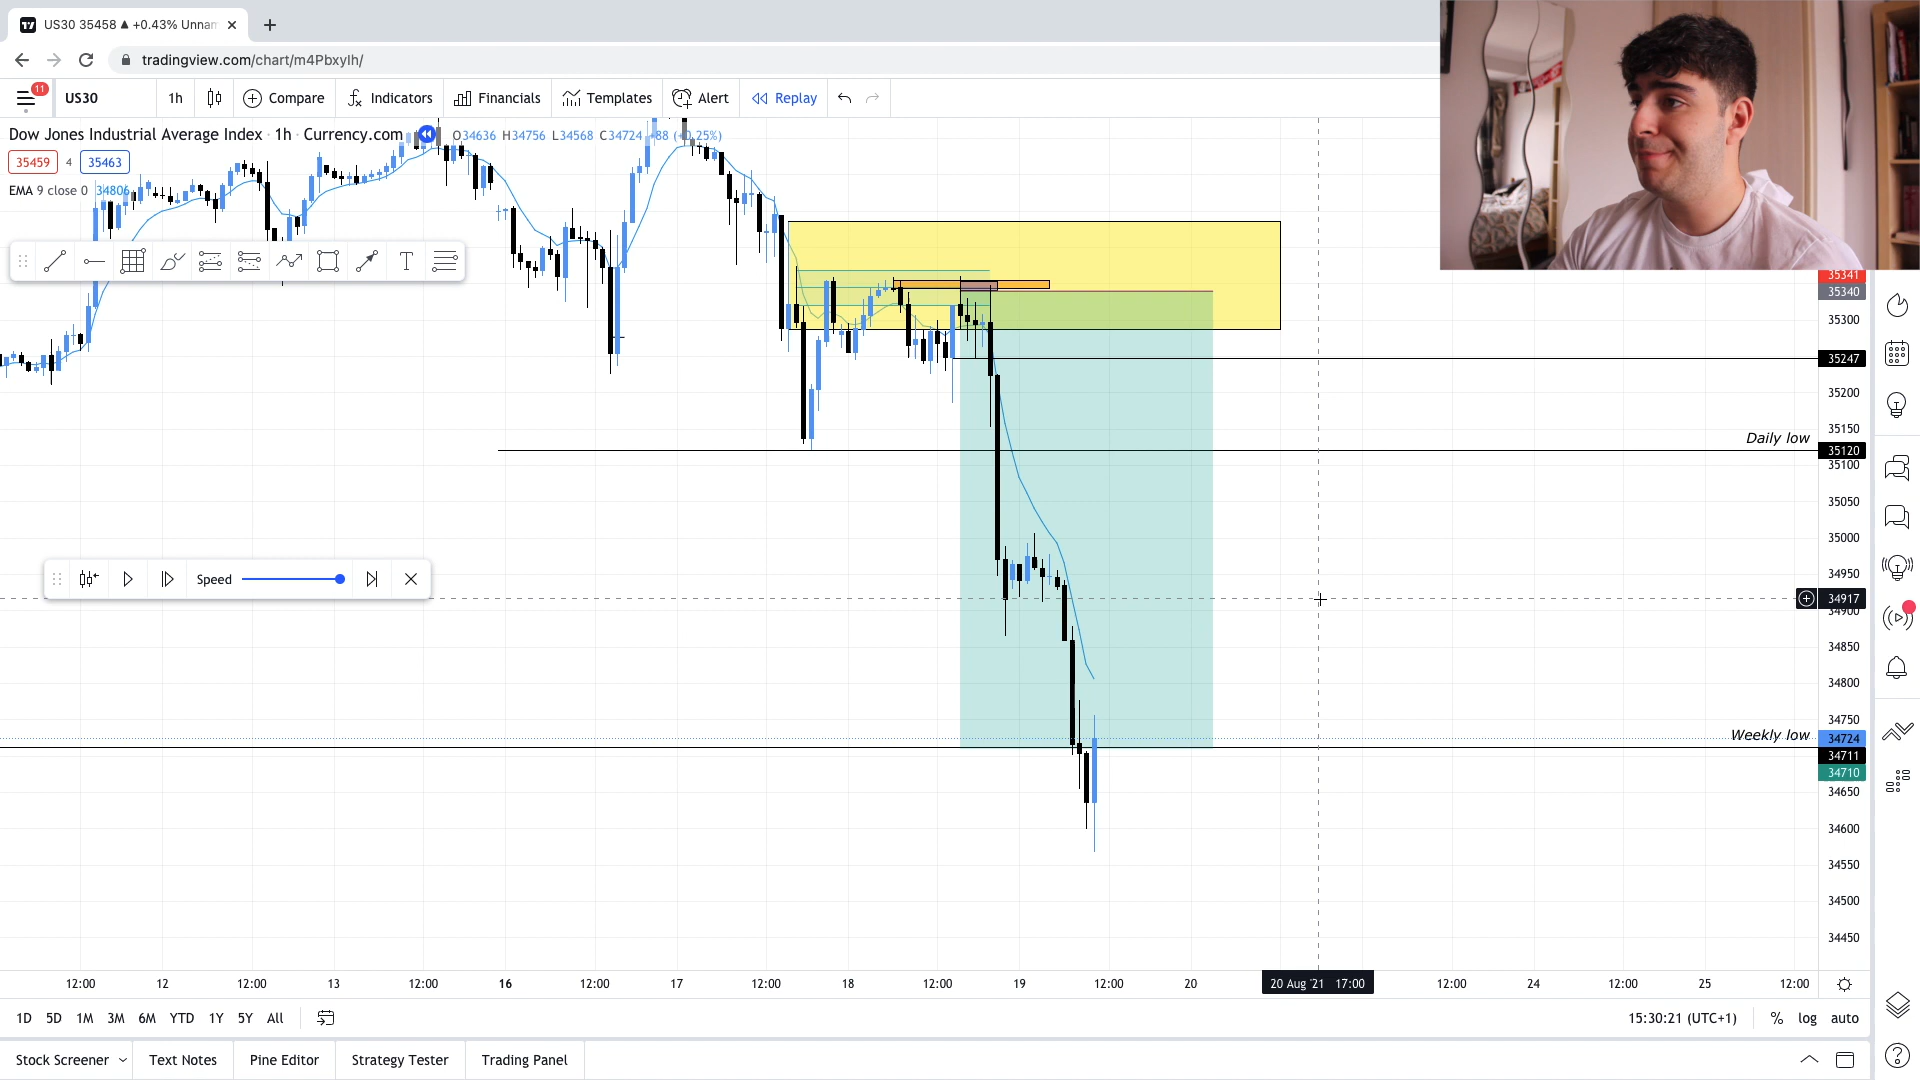 US30 35458 ▲ +0.43% Unnam
tradingview.com/chart/m4PbxyIh/
11
US30
1h
Compare
Indicators
Financials
Templates
Alert
Replay
Dow Jones Industrial Average Index · 1h · Currency.com
O34636 H34756 L34568 C34724 +88 (+0.25%)
35459 4 35463
EMA 9 close 0 34806
Speed
Daily low
Weekly low
35341
35340
35300
35247
35200
35150
35120
35100
35050
35000
34950
34917
34900
34850
34800
34750
34724
34711
34710
34650
34600
34550
34500
34450
12:00 12 12:00 13 12:00 16 12:00 17 12:00 18 12:00 19 12:00 20 20 Aug '21 17:00 12:00 24 12:00 25 12:00
1D 5D 1M 3M 6M YTD 1Y 5Y All
15:30:21 (UTC+1) % log auto
Stock Screener
Text Notes
Pine Editor
Strategy Tester
Trading Panel